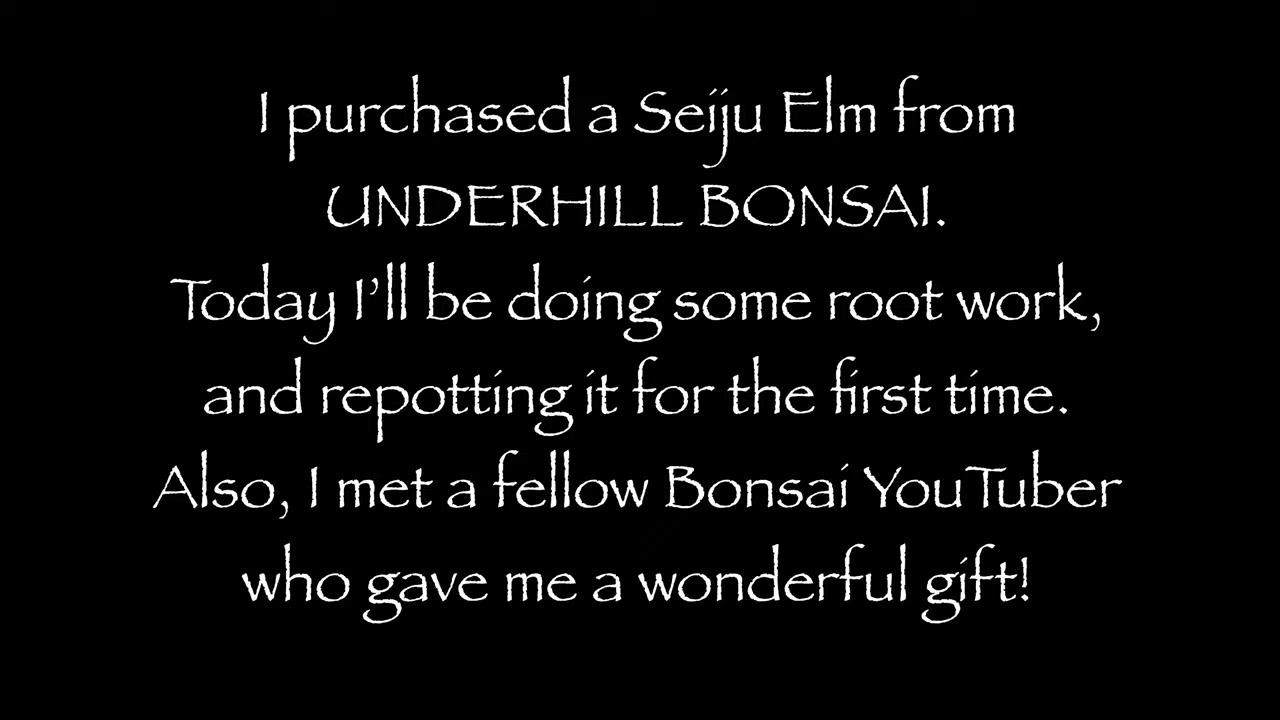 I purchased a Seiju Elm from
UNDERHILL BONSAI.
Today I’ll be doing some root work,
and repotting it for the first time.
Also, I met a fellow Bonsai YouTuber
who gave me a wonderful gift!